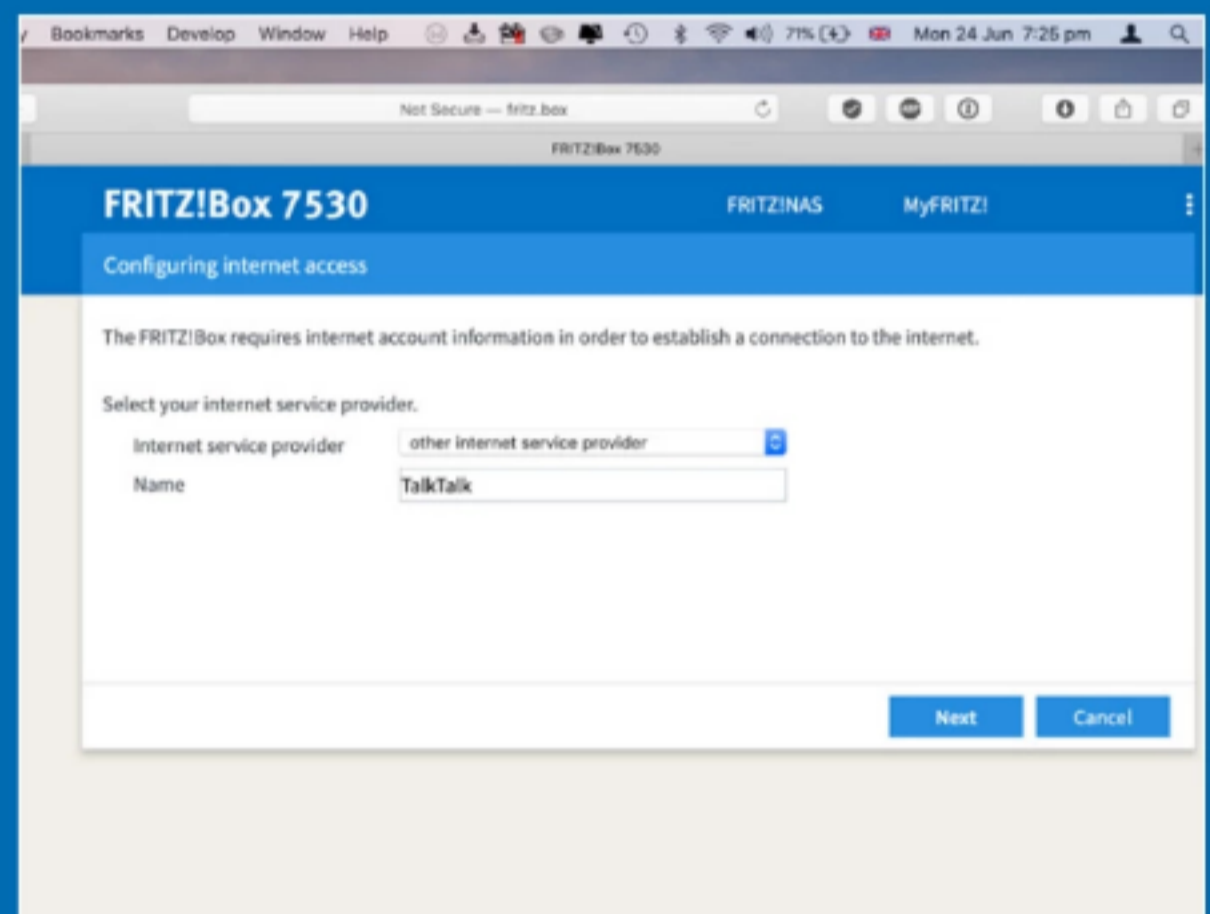 Bookmarks Develop Window Help 71% Mon 24 Jun 7:25 pm
Not Secure — fritz.box
FRITZ!Box 7530
FRITZ!Box 7530 FRITZ!NAS MyFRITZ!
Configuring internet access
The FRITZ!Box requires internet account information in order to establish a connection to the internet.
Select your internet service provider.
Internet service provider other internet service provider
Name TalkTalk
Next Cancel